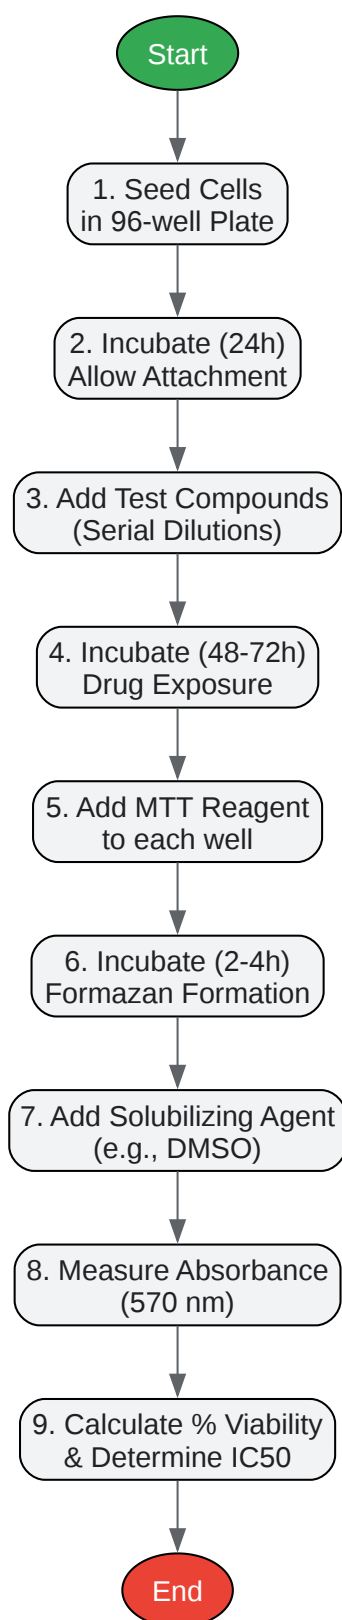 Start
1. Seed Cells
in 96-well Plate
2. Incubate (24h)
Allow Attachment
3. Add Test Compounds
(Serial Dilutions)
4. Incubate (48-72h)
Drug Exposure
5. Add MTT Reagent
to each well
6. Incubate (2-4h)
Formazan Formation
7. Add Solubilizing Agent
(e.g., DMSO)
8. Measure Absorbance
(570 nm)
9. Calculate % Viability
& Determine IC50
End